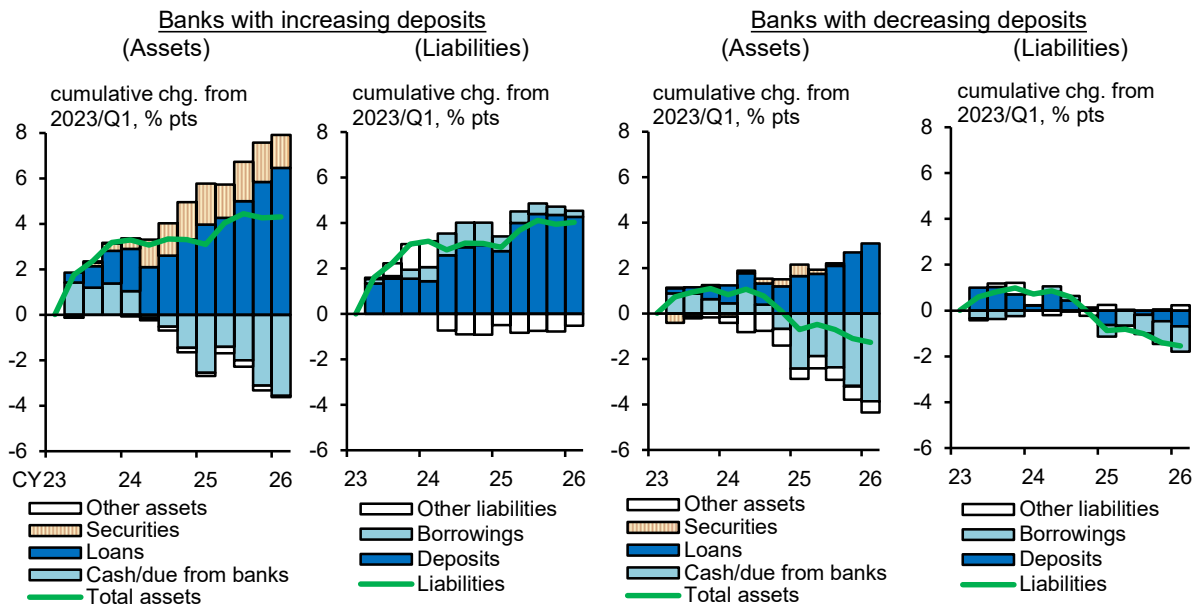 Banks with increasing deposits
Banks with decreasing deposits
(Assets)
(Liabilities)
(Assets)
(Liabilities)
cumulative chg. from
2023/Q1, % pts
8
6
4
2
0
-2
-4
-6
CY23 24 25 26
Other assets
Securities
Loans
Cash/due from banks
Total assets
cumulative chg. from
2023/Q1, % pts
8
6
4
2
0
-2
-4
-6
23 24 25 26
Other liabilities
Borrowings
Deposits
Liabilities
cumulative chg. from
2023/Q1, % pts
8
6
4
2
0
-2
-4
-6
23 24 25 26
Other assets
Securities
Loans
Cash/due from banks
Total assets
cumulative chg. from
2023/Q1, % pts
8
6
4
2
0
-2
-4
-6
23 24 25 26
Other liabilities
Borrowings
Deposits
Liabilities